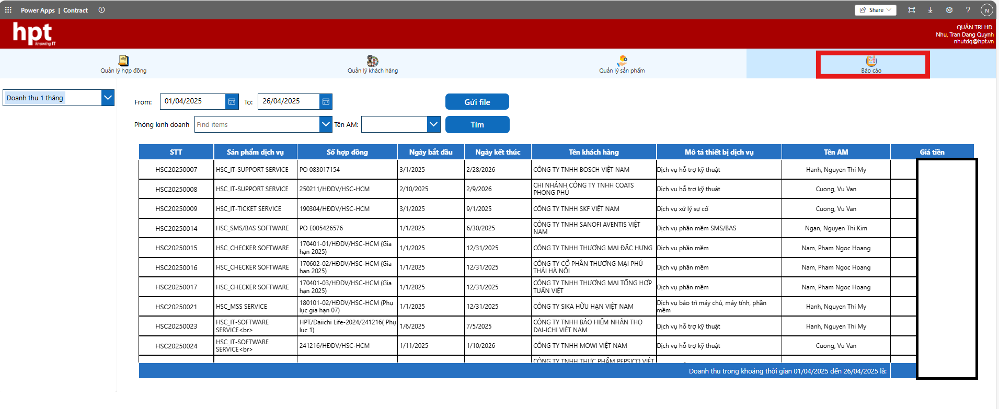 Power Apps | Contract
Share
?
N
hpt
knowing IT
QUẢN TRỊ HĐ
Nhu, Tran Dang Quynh
nhutdq@hpt.vn
Quản lý hợp đồng
Quản lý khách hàng
Quản lý sản phẩm
Báo cáo
Doanh thu 1 tháng
From: 01/04/2025 To: 26/04/2025 Gửi file
Phòng kinh doanh Find items Tên AM: Tìm
STT Sản phẩm dịch vụ Số hợp đồng Ngày bắt đầu Ngày kết thúc Tên khách hàng Mô tả thiết bị dịch vụ Tên AM Giá tiền
HSC20250007 HSC_IT-SUPPORT SERVICE PO 083017154 3/1/2025 2/28/2026 CÔNG TY TNHH BOSCH VIỆT NAM Dịch vụ hỗ trợ kỹ thuật Hanh, Nguyen Thi My
HSC20250008 HSC_IT-SUPPORT SERVICE 250211/HĐDV/HSC-HCM 2/10/2025 2/9/2026 CHI NHÁNH CÔNG TY TNHH COATS
PHONG PHÚ Dịch vụ hỗ trợ kỹ thuật Cuong, Vu Van
HSC20250009 HSC_IT-TICKET SERVICE 190304/HĐDV/HSC-HCM 3/1/2025 9/1/2025 CÔNG TY TNHH SKF VIỆT NAM Dịch vụ xử lý sự cố Cuong, Vu Van
HSC20250014 HSC_SMS/BAS SOFTWARE PO E005426576 1/1/2025 6/30/2025 CÔNG TY TNHH SANOFI AVENTIS VIỆT
NAM Dịch vụ phần mềm SMS/BAS Ngan, Nguyen Thi Kim
HSC20250015 HSC_CHECKER SOFTWARE 170401-01/HĐDV/HSC-HCM (Gia
hạn 2025) 1/1/2025 12/31/2025 CÔNG TY TNHH THƯƠNG MẠI ĐẮC HƯNG Dịch vụ phần mềm Nam, Pham Ngoc Hoang
HSC20250016 HSC_CHECKER SOFTWARE 170602-02/HĐDV/HSC-HCM (Gia
hạn 2025) 1/1/2025 12/31/2025 CÔNG TY CỔ PHẦN THƯƠNG MẠI PHÚ
THÁI HÀ NỘI Dịch vụ phần mềm Nam, Pham Ngoc Hoang
HSC20250017 HSC_CHECKER SOFTWARE 170401-03/HĐDV/HSC-HCM (Gia
hạn 2025) 1/1/2025 12/31/2025 CÔNG TY TNHH THƯƠNG MẠI TỔNG HỢP
TUẤN VIỆT Dịch vụ phần mềm Nam, Pham Ngoc Hoang
HSC20250021 HSC_MSS SERVICE 180101-02/HĐDV/HSC-HCM (Phụ
lục gia hạn 07) 1/1/2025 12/31/2025 CÔNG TY SIKA HỮU HẠN VIỆT NAM Dịch vụ bảo trì máy chủ, máy tính, phần
mềm Hanh, Nguyen Thi My
HSC20250023 HSC_IT-SOFTWARE
SERVICE<br> HPT/Daiichi Life-2024/241216( Phụ
lục 1) 1/6/2025 7/5/2025 CÔNG TY TNHH BẢO HIỂM NHÂN THỌ
DAI-ICHI VIỆT NAM Dịch vụ hỗ trợ kỹ thuật Hanh, Nguyen Thi My
HSC20250024 HSC_IT-SOFTWARE
SERVICE<br> 241216/HĐDV/HSC-HCM 1/11/2025 1/10/2026 CÔNG TY TNHH MOWI VIỆT NAM Dịch vụ hỗ trợ kỹ thuật Cuong, Vu Van
CÔNG TY TNHH THỰC PHẨM PEPSICO VIỆT
Doanh thu trong khoảng thời gian 01/04/2025 đến 26/04/2025 là: